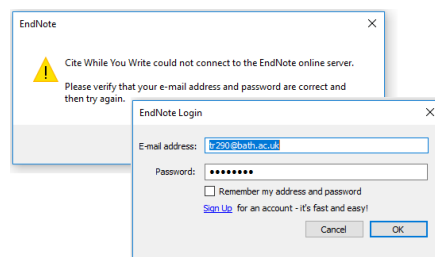 EndNote
Cite While You Write could not connect to the EndNote online server.
Please verify that your e-mail address and password are correct and
then try again.
EndNote Login
E-mail address: tr290@bath.ac.uk
Password: ••••••••
Remember my address and password
Sign Up for an account - it's fast and easy!
Cancel OK